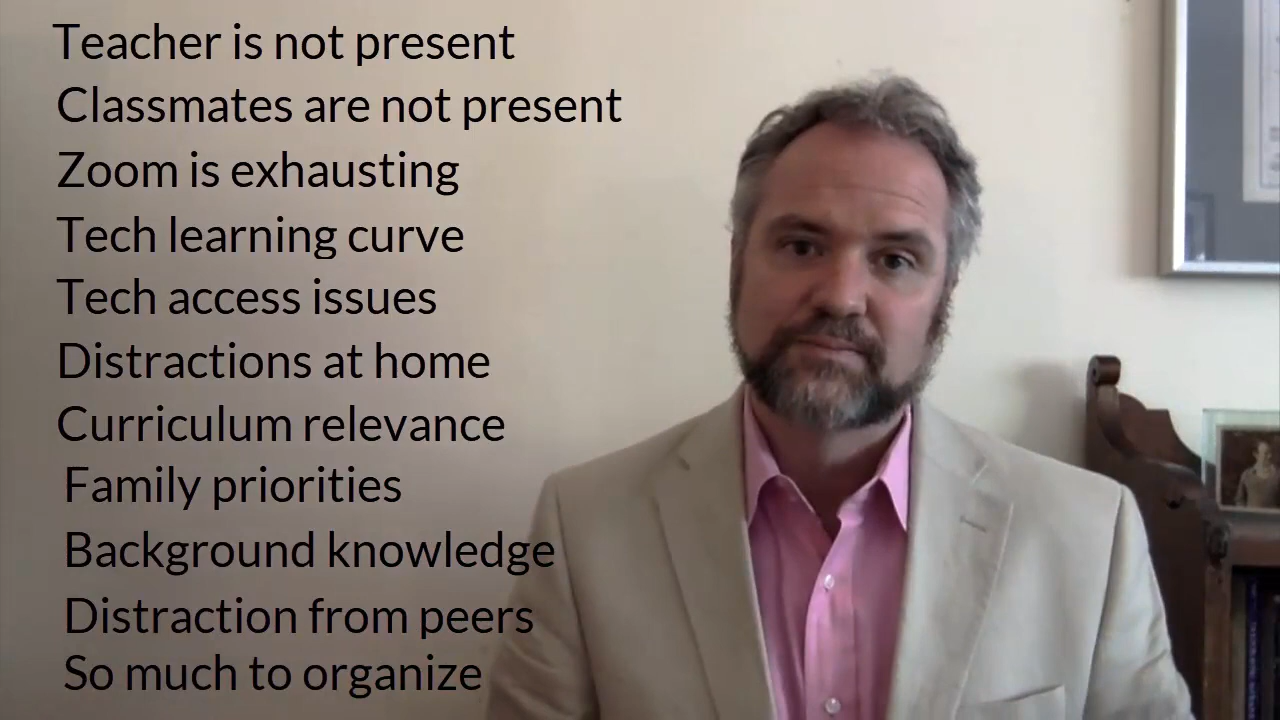 Teacher is not present
Classmates are not present
Zoom is exhausting
Tech learning curve
Tech access issues
Distractions at home
Curriculum relevance
Family priorities
Background knowledge
Distraction from peers
So much to organize